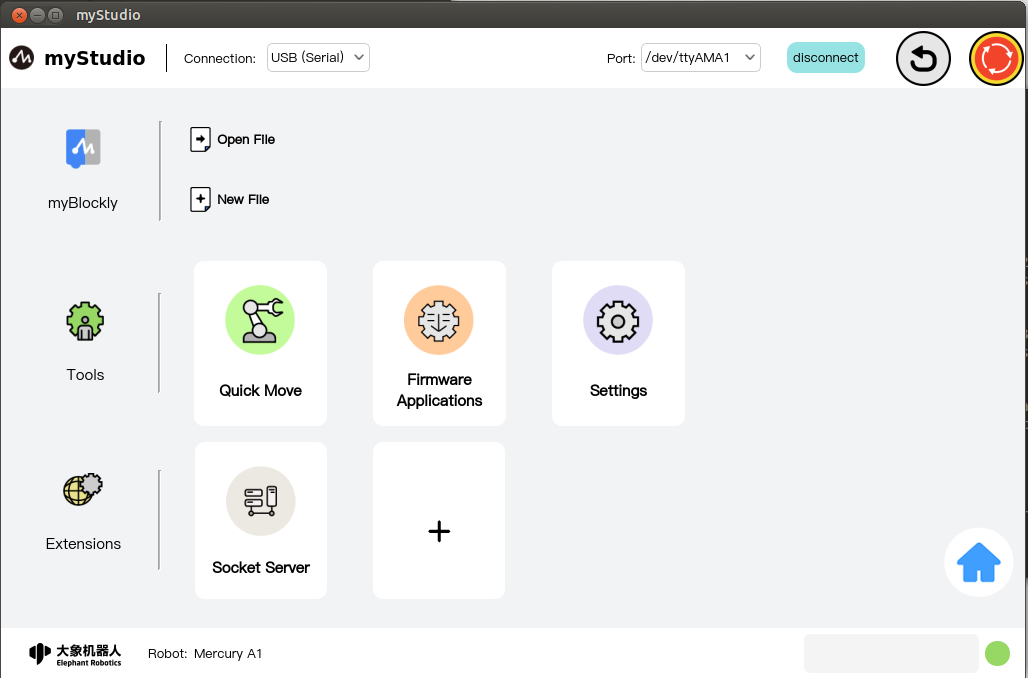 myStudio
myStudio
Connection:
USB (Serial)
Port:
/dev/ttyAMA1
disconnect
myBlockly
Open File
New File
Tools
Quick Move
Firmware
Applications
Settings
Extensions
Socket Server
大象机器人
Elephant Robotics
Robot: Mercury A1